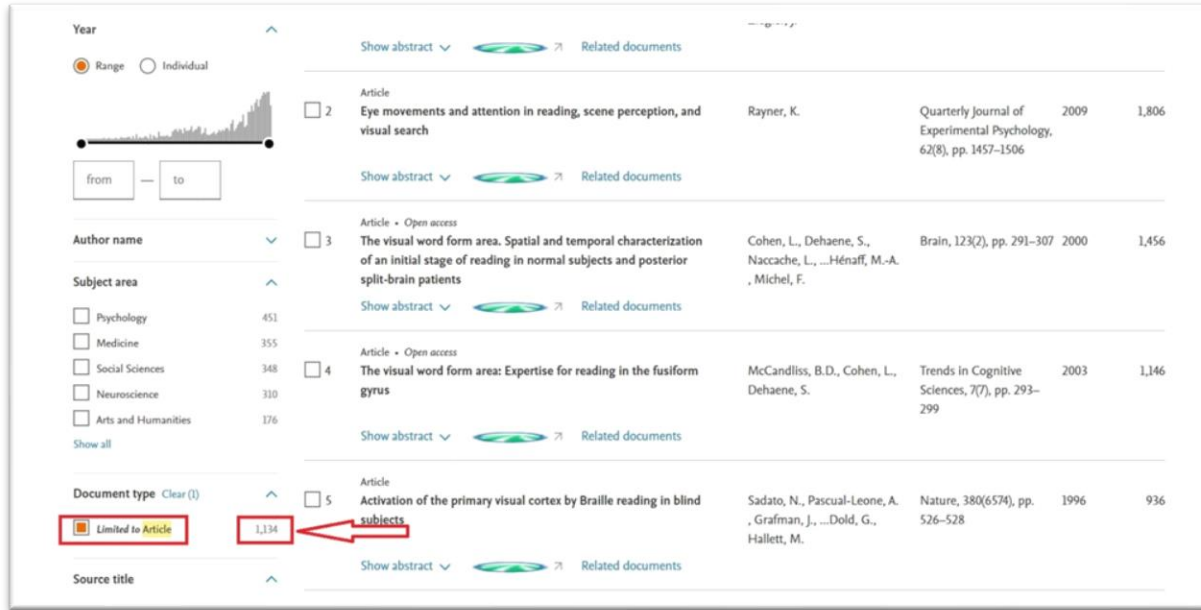 Year
Range Individual
from — to
Author name
Subject area
Psychology 451
Medicine 355
Social Sciences 348
Neuroscience 310
Arts and Humanities 176
Show all
Document type Clear (1)
Limited to Article 1,134
Source title
Show abstract Related documents
Article
2 Eye movements and attention in reading, scene perception, and Rayner, K. Quarterly Journal of 2009 1,806
visual search Experimental Psychology,
62(8), pp. 1457–1506
Show abstract Related documents
Article • Open access
3 The visual word form area. Spatial and temporal characterization Cohen, L., Dehaene, S., Brain, 123(2), pp. 291–307 2000 1,456
of an initial stage of reading in normal subjects and posterior Naccache, L., ...Hénaff, M.-A.
split-brain patients , Michel, F.
Show abstract Related documents
Article • Open access
4 The visual word form area: Expertise for reading in the fusiform McCandliss, B.D., Cohen, L., Trends in Cognitive 2003 1,146
gyrus Dehaene, S. Sciences, 7(7), pp. 293–
299
Show abstract Related documents
Article
5 Activation of the primary visual cortex by Braille reading in blind Sadato, N., Pascual-Leone, A. Nature, 380(6574), pp. 1996 936
subjects , Grafman, J., ...Dold, G., 526–528
Hallett, M.
Show abstract Related documents